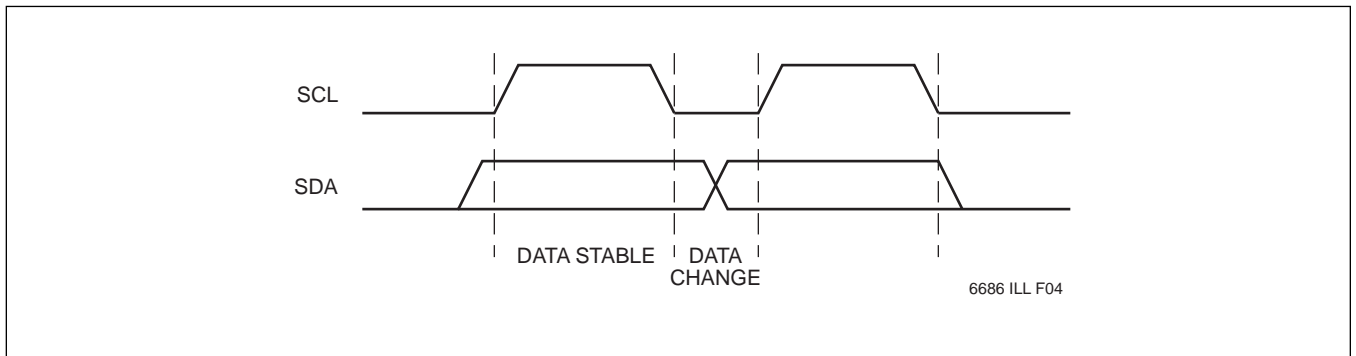 SCL
SDA
DATA STABLE
DATA
CHANGE
6686 ILL F04